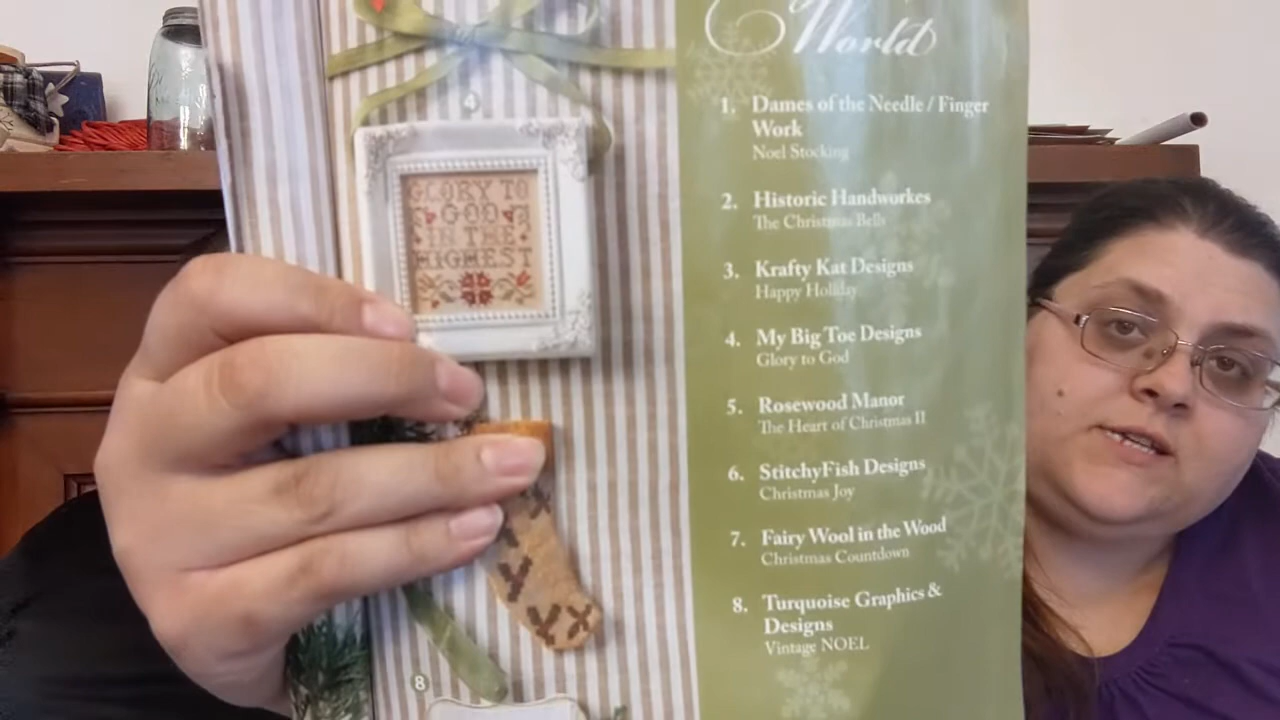 World
1. Dames of the Needle / Finger
Work
Noel Stocking
2. Historic Handworkes
The Christmas Bells
3. Krafty Kat Designs
Happy Holiday
4. My Big Toe Designs
Glory to God
5. Rosewood Manor
The Heart of Christmas II
6. StitchyFish Designs
Christmas Joy
7. Fairy Wool in the Wood
Christmas Countdown
8. Turquoise Graphics &
Designs
Vintage NOEL
4
GLORY TO
GOD
IN THE
HIGHEST
8